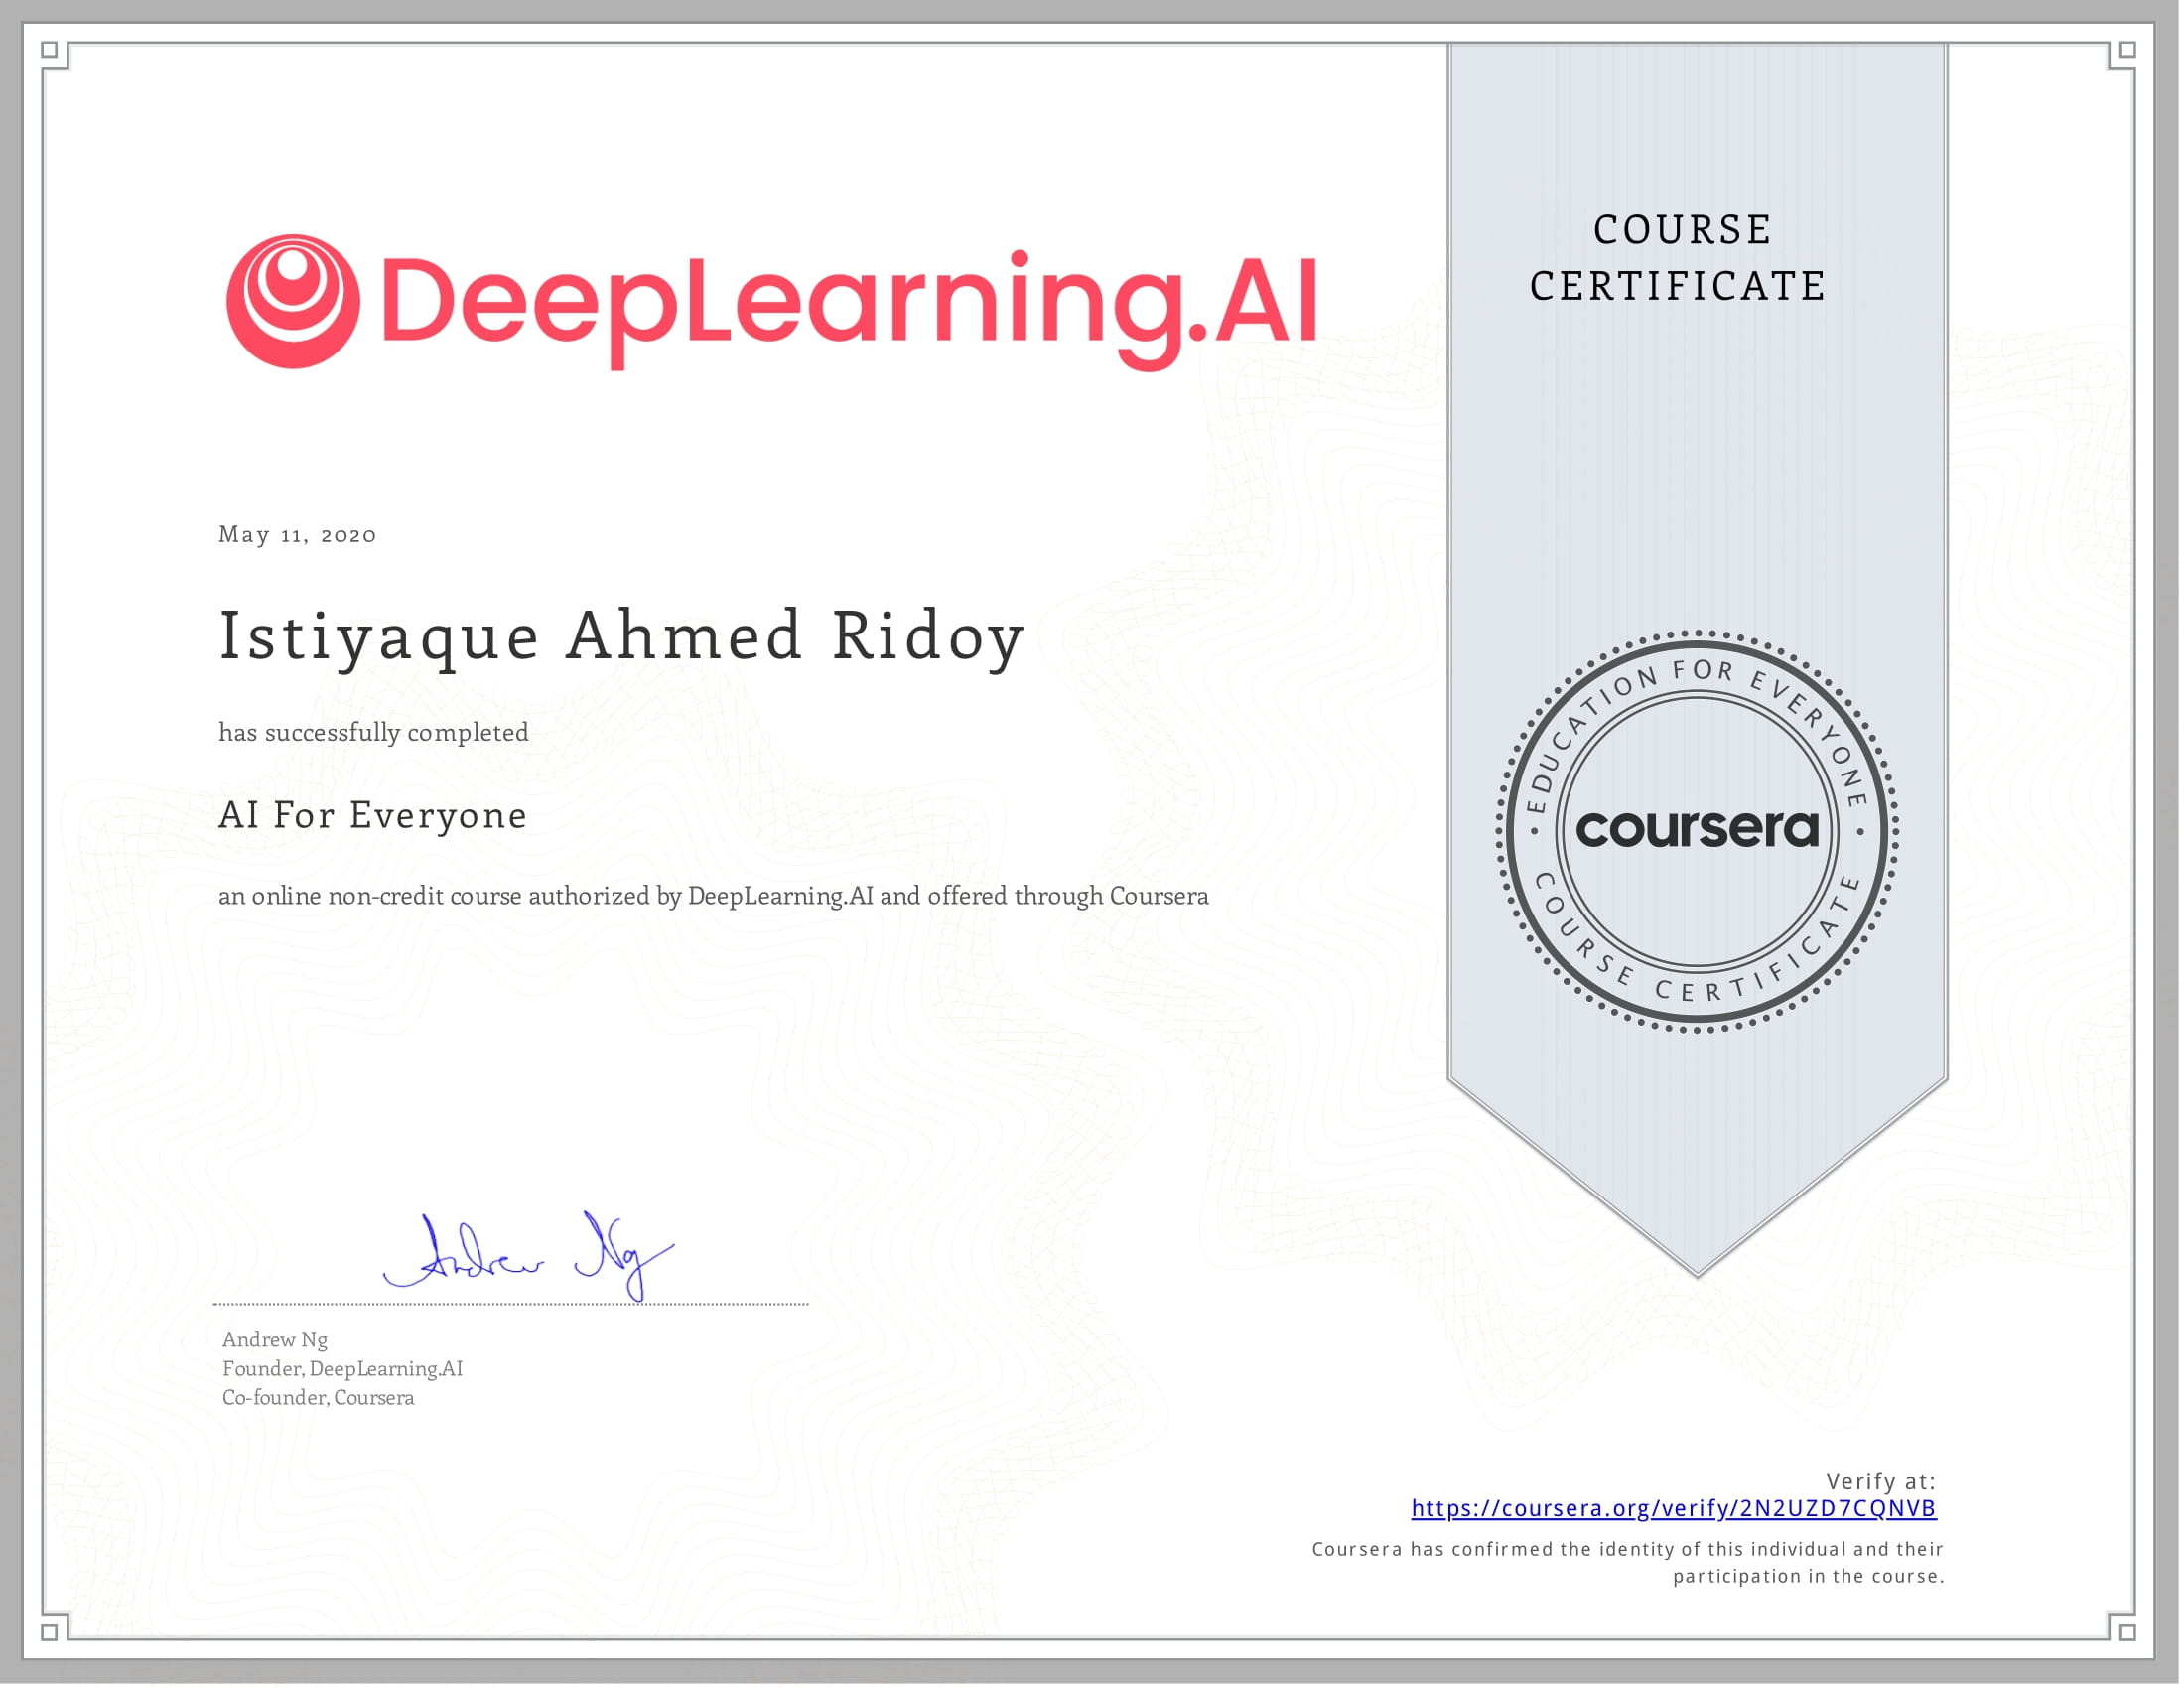 DeepLearning.AI
COURSE
CERTIFICATE
May 11, 2020
Istiyaque Ahmed Ridoy
has successfully completed
AI For Everyone
an online non-credit course authorized by DeepLearning.AI and offered through Coursera
EDUCATION FOR EVERYONE
coursera
COURSE CERTIFICATE
Andrew Ng
Andrew Ng
Founder, DeepLearning.AI
Co-founder, Coursera
Verify at:
https://coursera.org/verify/2N2UZD7CQNVB
Coursera has confirmed the identity of this individual and their
participation in the course.